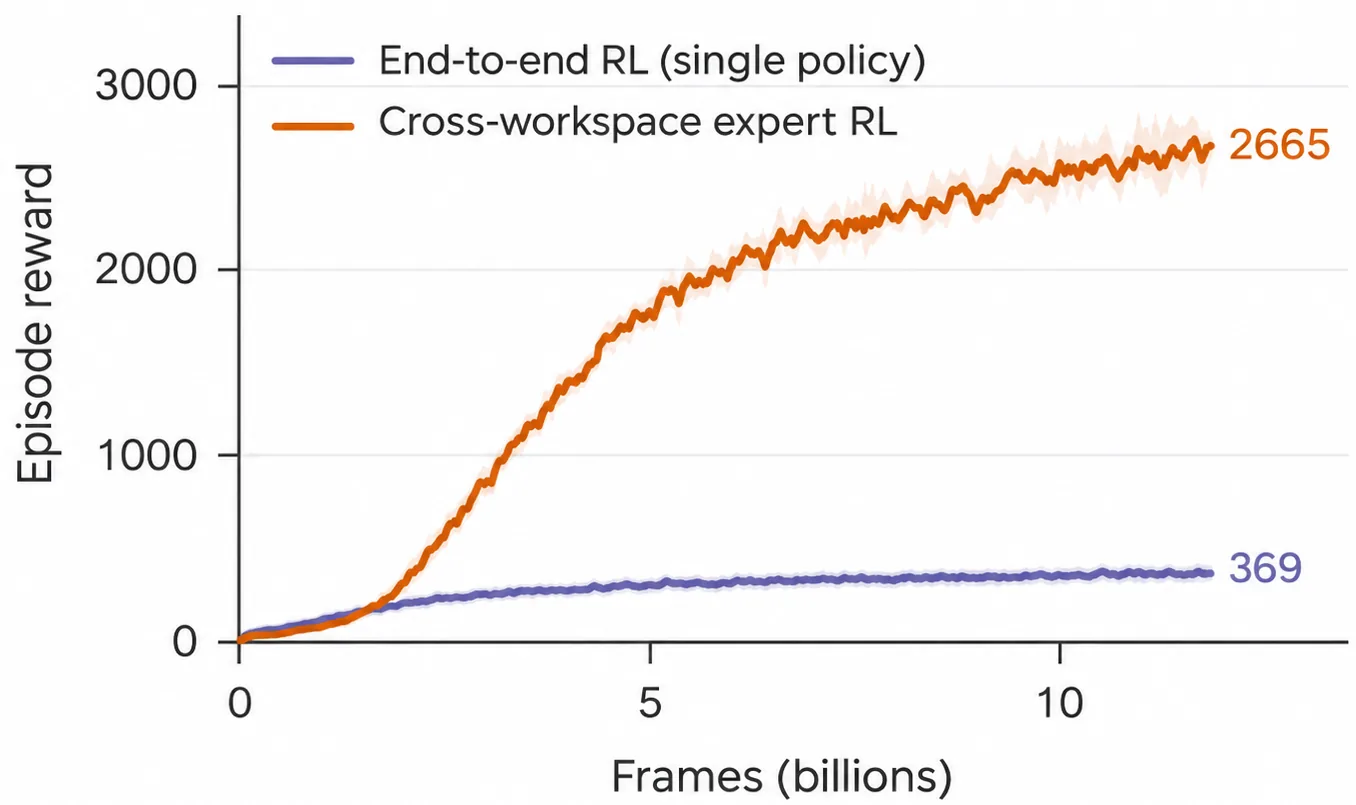 End-to-end RL (single policy)
Cross-workspace expert RL
3000
2000
1000
0
Episode reward
2665
369
0
5
10
Frames (billions)